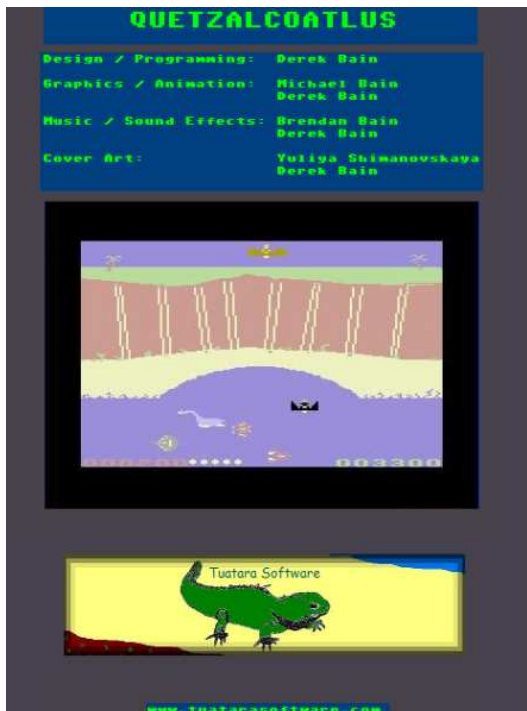 QUETZALCOATLUS
Design / Programming: Derek Bain
Graphics / Animation: Michael Bain
Derek Bain
Music / Sound Effects: Brendan Bain
Derek Bain
Cover Art: Yuliya Shimanovskaya
Derek Bain
003300
Tuatara Software
www.tuatarasoftware.com